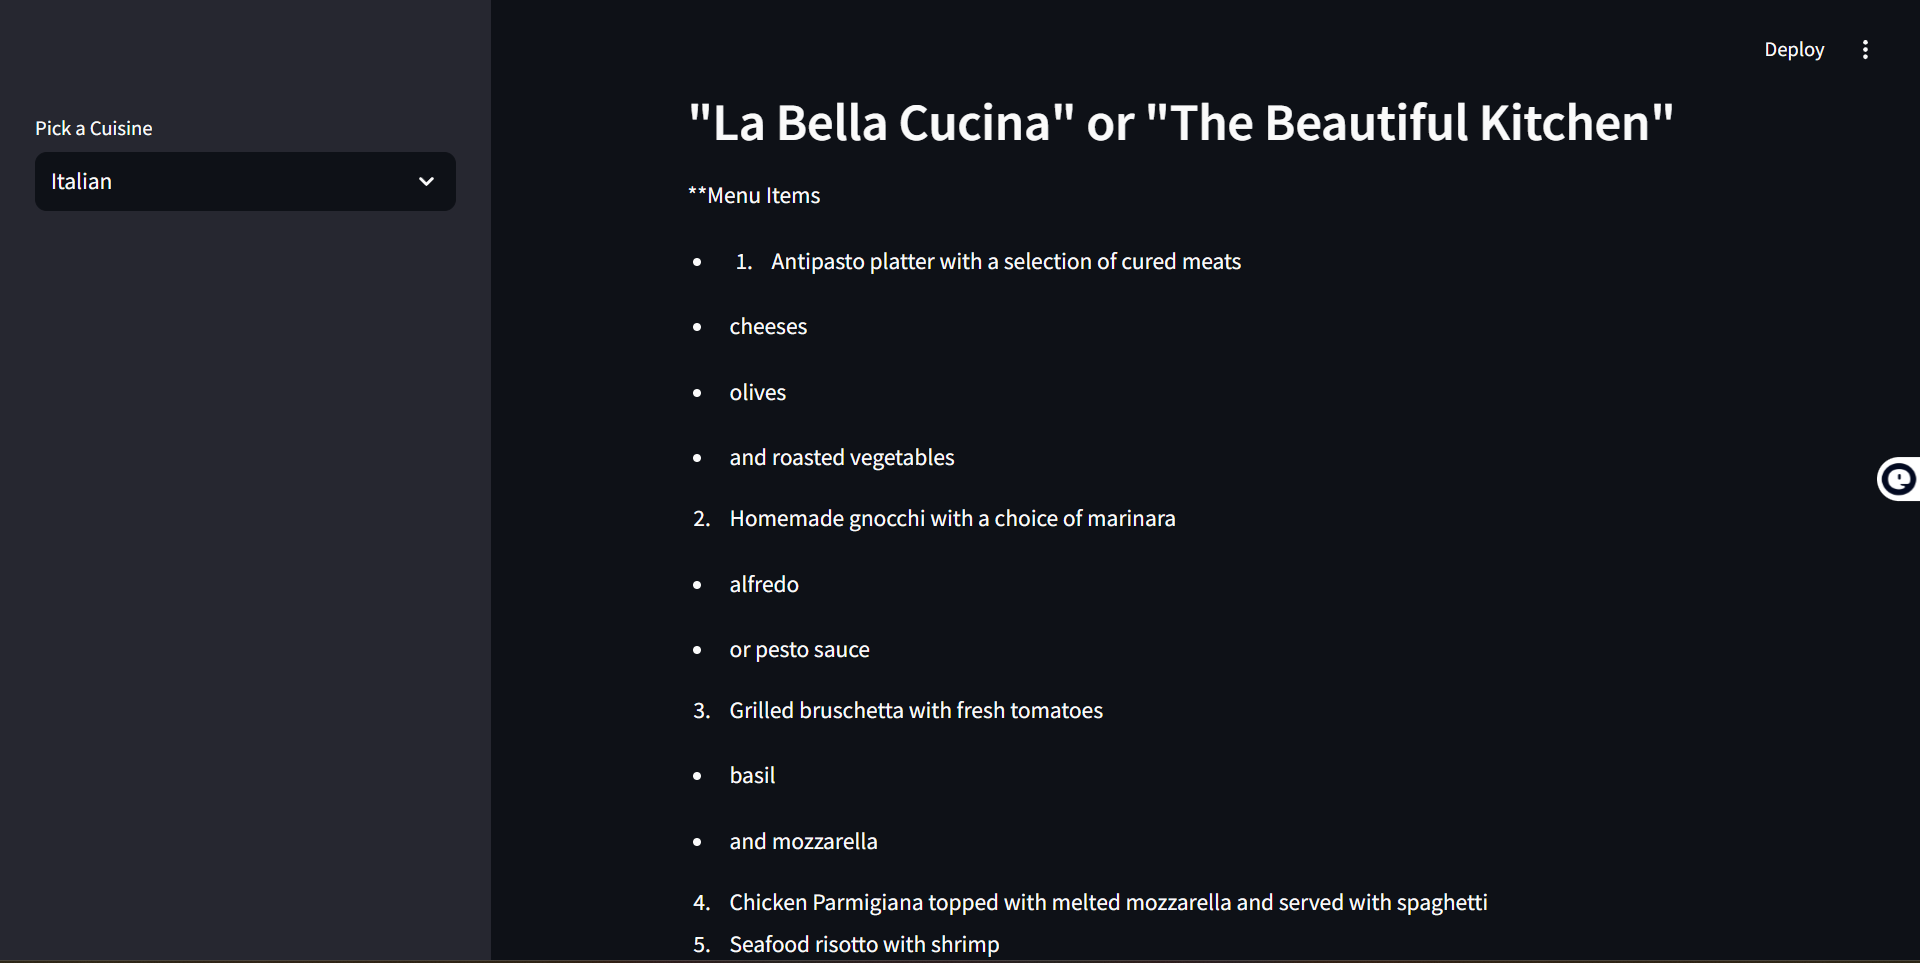 Deploy
Pick a Cuisine
Italian
"La Bella Cucina" or "The Beautiful Kitchen"
**Menu Items
• 1. Antipasto platter with a selection of cured meats
• cheeses
• olives
• and roasted vegetables
2. Homemade gnocchi with a choice of marinara
• alfredo
• or pesto sauce
3. Grilled bruschetta with fresh tomatoes
• basil
• and mozzarella
4. Chicken Parmigiana topped with melted mozzarella and served with spaghetti
5. Seafood risotto with shrimp